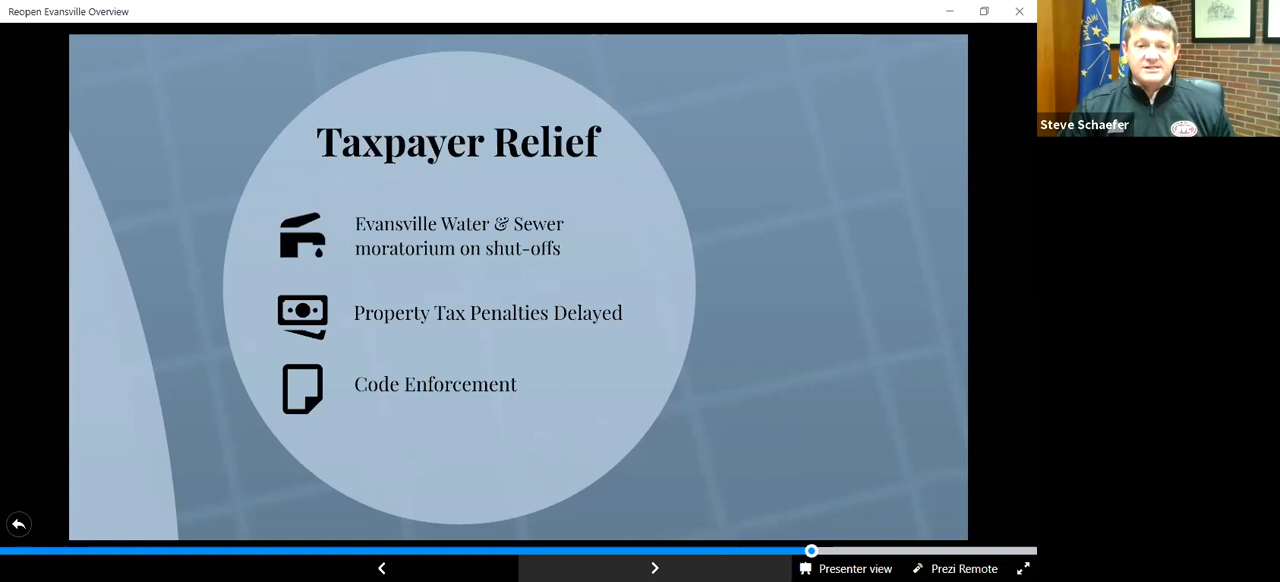 Reopen Evansville Overview
Steve Schaefer
Taxpayer Relief
Evansville Water & Sewer
moratorium on shut-offs
Property Tax Penalties Delayed
Code Enforcement
Presenter view
Prezi Remote